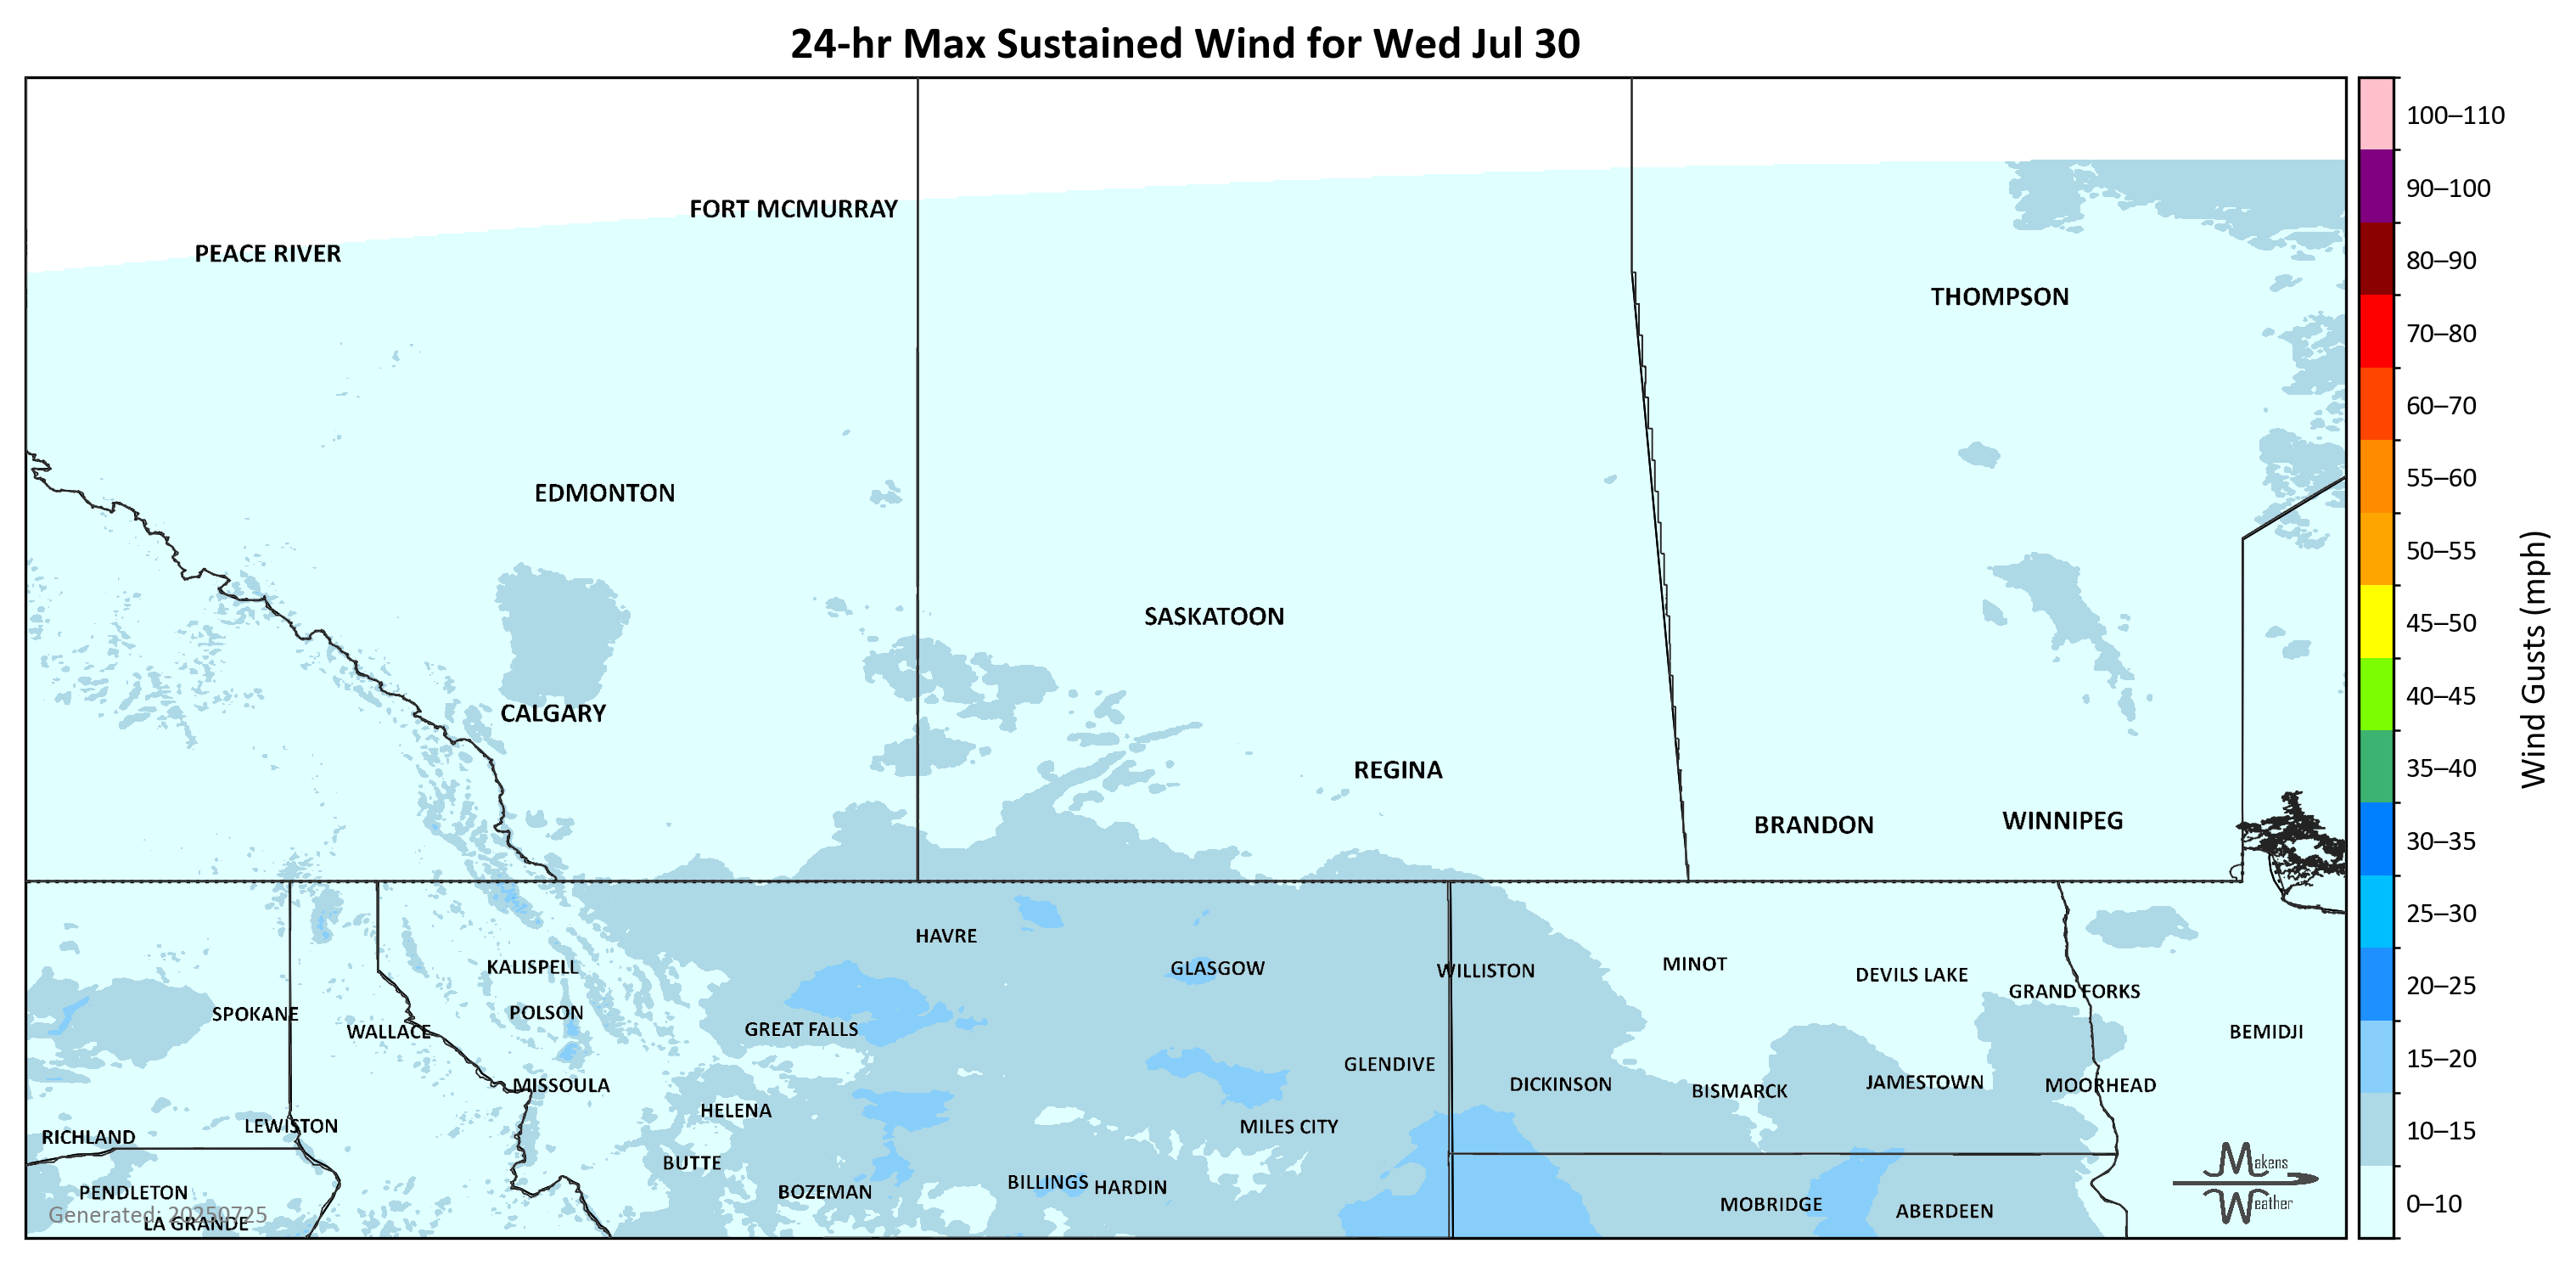 24-hr Max Sustained Wind for Wed Jul 30
100–110
90–100
80–90
70–80
60–70
55–60
50–55
45–50
40–45
35–40
30–35
25–30
20–25
15–20
10–15
0–10
Wind Gusts (mph)
FORT MCMURRAY
PEACE RIVER
THOMPSON
EDMONTON
SASKATOON
CALGARY
REGINA
BRANDON
WINNIPEG
HAVRE
KALISPELL
GLASGOW
WILLISTON
MINOT
DEVILS LAKE
GRAND FORKS
SPOKANE
POLSON
WALLACE
GREAT FALLS
BEMIDJI
GLENDIVE
MISSOULA
DICKINSON
BISMARCK
JAMESTOWN
MOORHEAD
HELENA
LEWISTON
MILES CITY
RICHLAND
BUTTE
BOZEMAN
BILLINGS
HARDIN
PENDLETON
MOBRIDGE
ABERDEEN
LA GRANDE
Generated: 20250725
Makens
Weather